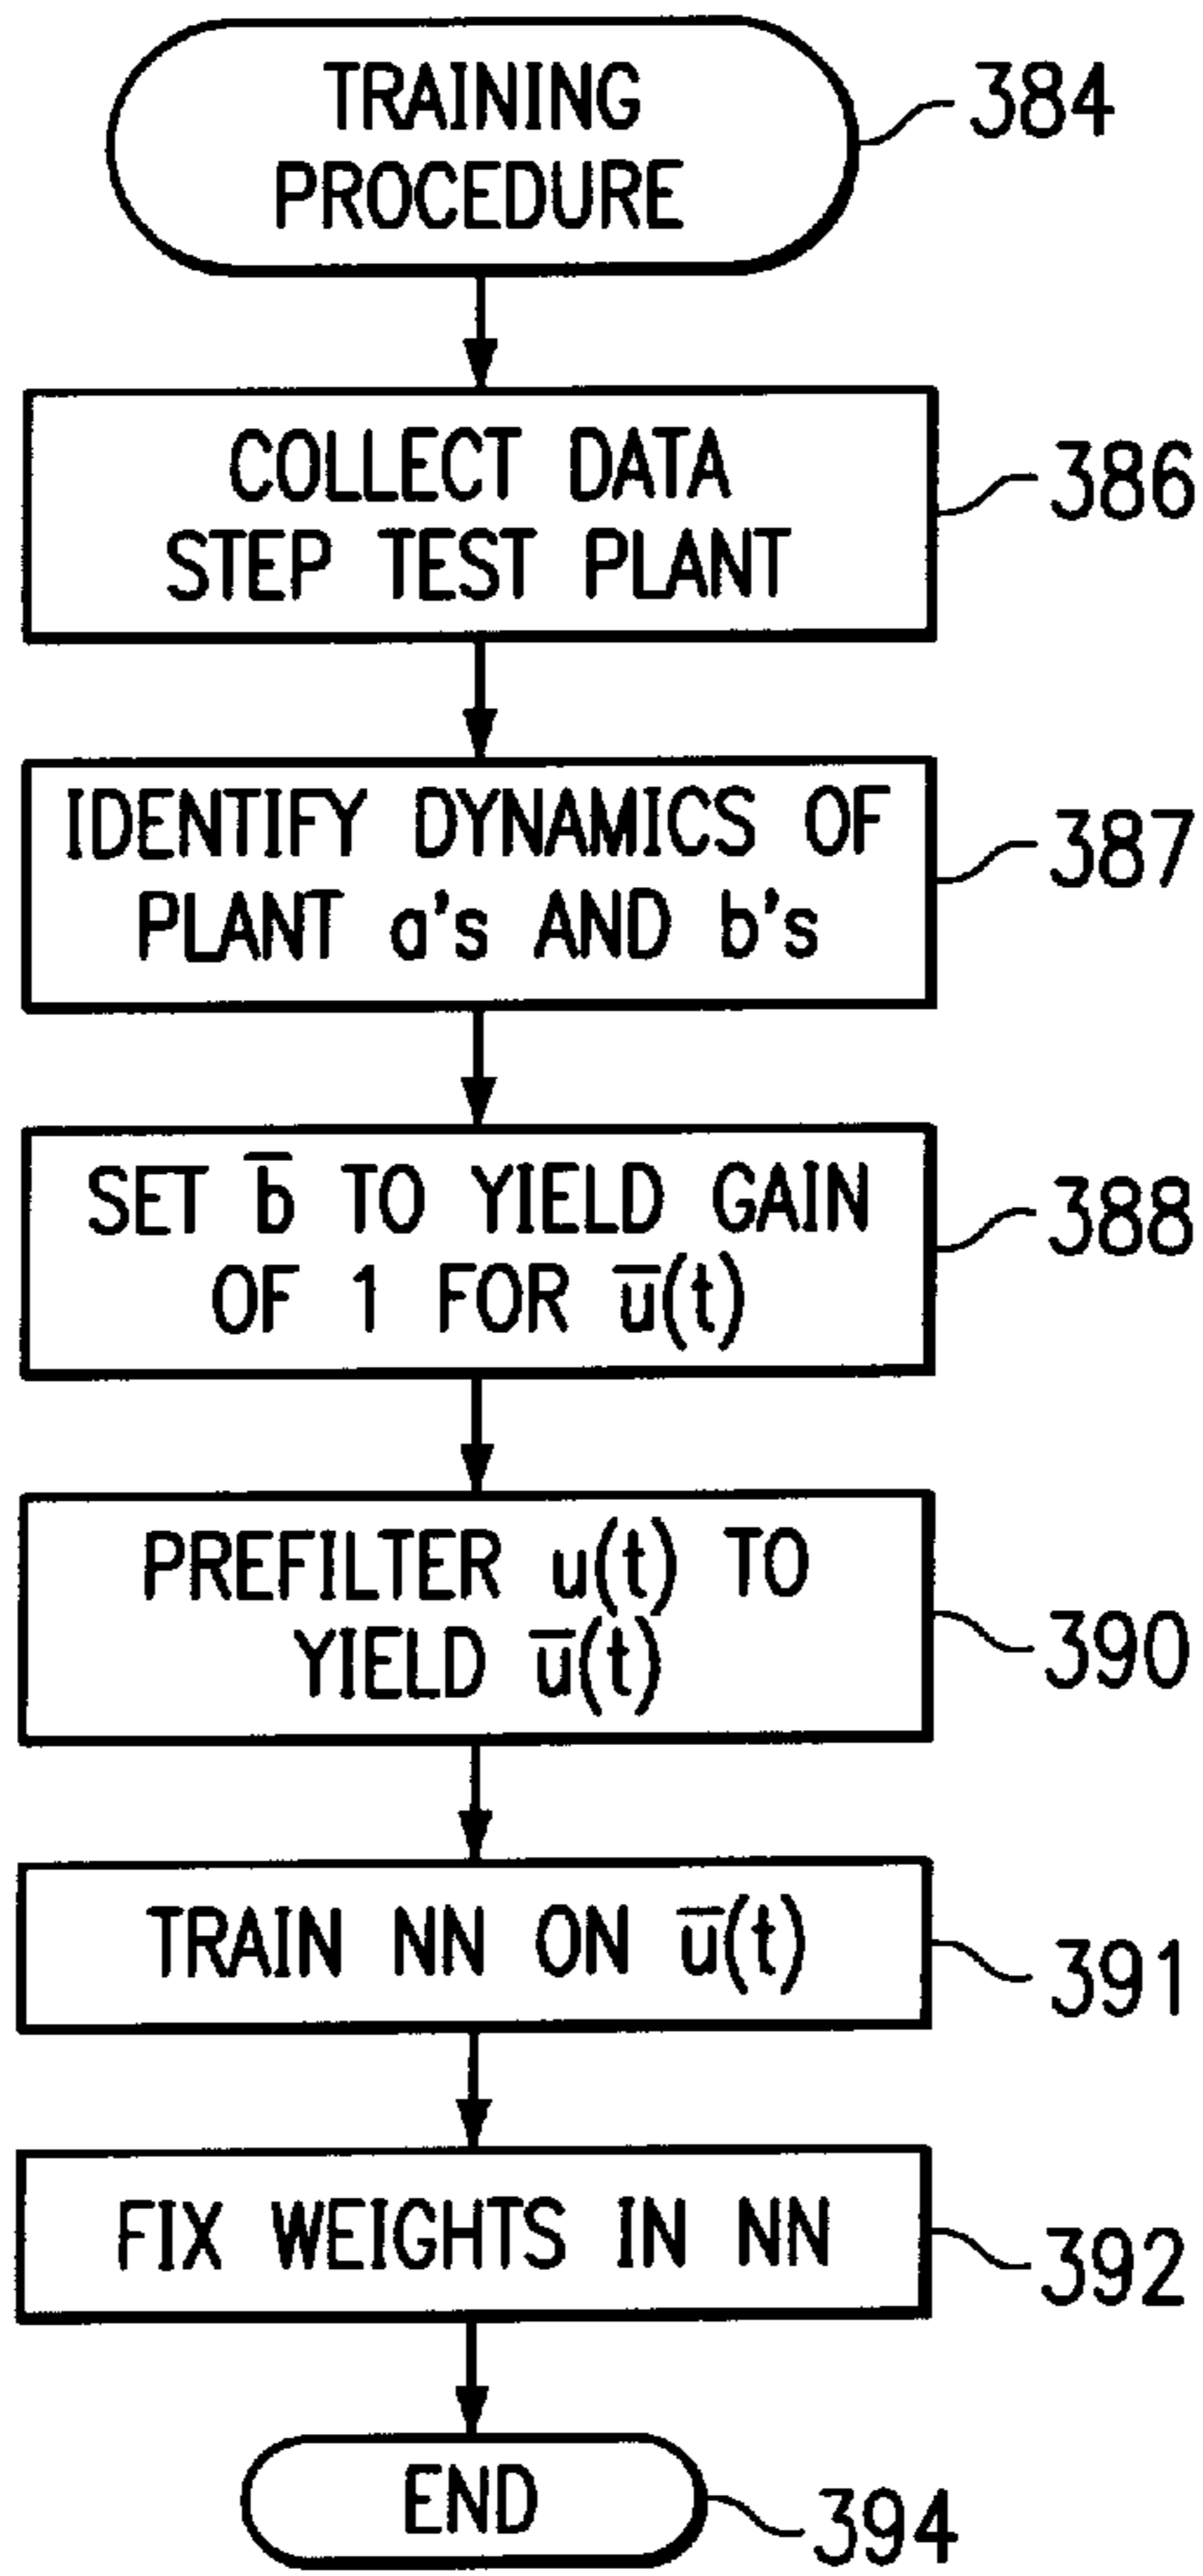 TRAINING
PROCEDURE
384
COLLECT DATA
STEP TEST PLANT
386
IDENTIFY DYNAMICS OF
PLANT a's AND b's
387
SET b̅ TO YIELD GAIN
OF 1 FOR u̅(t)
388
PREFILTER u(t) TO
YIELD u̅(t)
390
TRAIN NN ON u̅(t)
391
FIX WEIGHTS IN NN
392
END
394